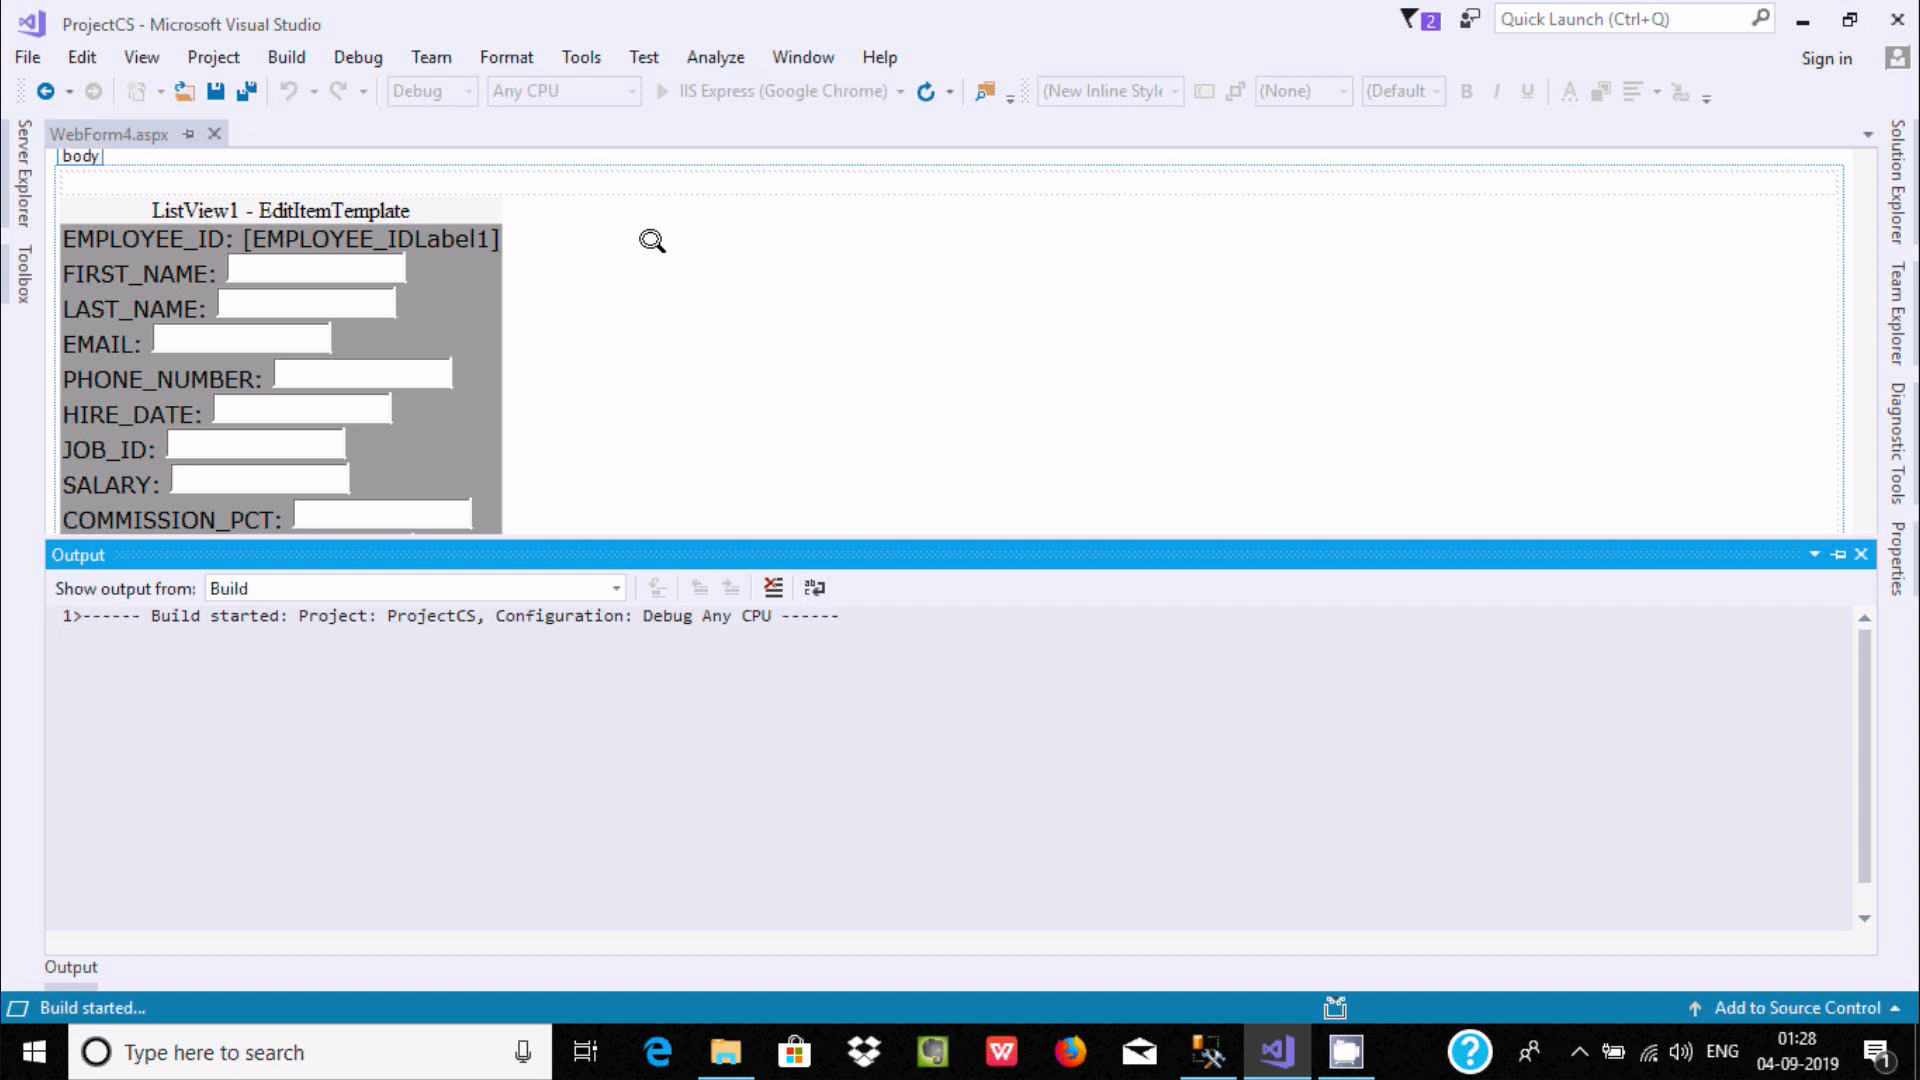 ProjectCS - Microsoft Visual Studio
2
Quick Launch (Ctrl+Q)
File Edit View Project Build Debug Team Format Tools Test Analyze Window Help
Sign in
Debug Any CPU IIS Express (Google Chrome) (New Inline Style (None) (Default B I U A
WebForm4.aspx
body
Server Explorer
Toolbox
ListView1 - EditItemTemplate
EMPLOYEE_ID: [EMPLOYEE_IDLabel1]
FIRST_NAME:
LAST_NAME:
EMAIL:
PHONE_NUMBER:
HIRE_DATE:
JOB_ID:
SALARY:
COMMISSION_PCT:
Solution Explorer
Team Explorer
Diagnostic Tools
Properties
Output
Show output from: Build
1>------ Build started: Project: ProjectCS, Configuration: Debug Any CPU ------
Output
Build started...
Add to Source Control
Type here to search
ENG
01:28
04-09-2019
1